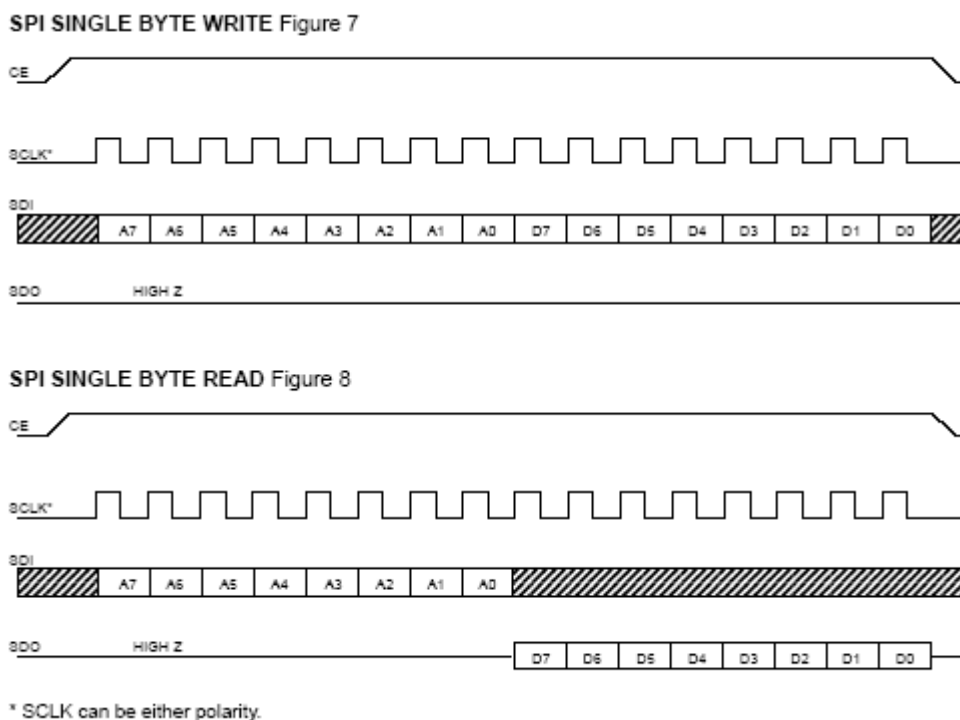 SPI SINGLE BYTE WRITE Figure 7
CE
SCLK*
SDI
A7 A6 A5 A4 A3 A2 A1 A0 D7 D6 D5 D4 D3 D2 D1 D0
SDO HIGH Z
SPI SINGLE BYTE READ Figure 8
CE
SCLK*
SDI
A7 A6 A5 A4 A3 A2 A1 A0
SDO HIGH Z
D7 D6 D5 D4 D3 D2 D1 D0
* SCLK can be either polarity.